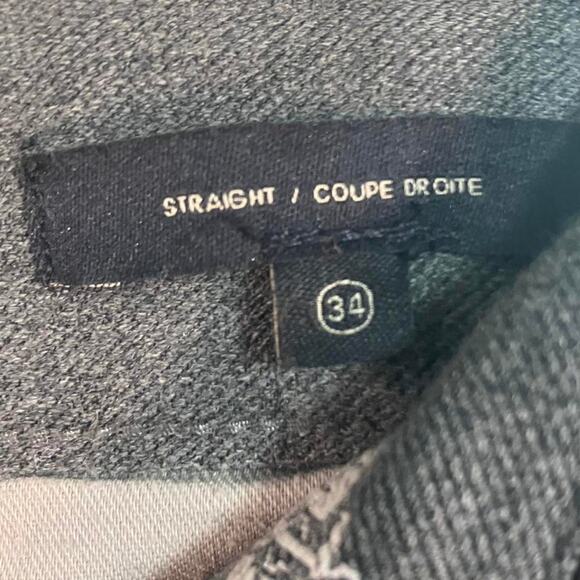 STRAIGHT / COUPE DROITE
34